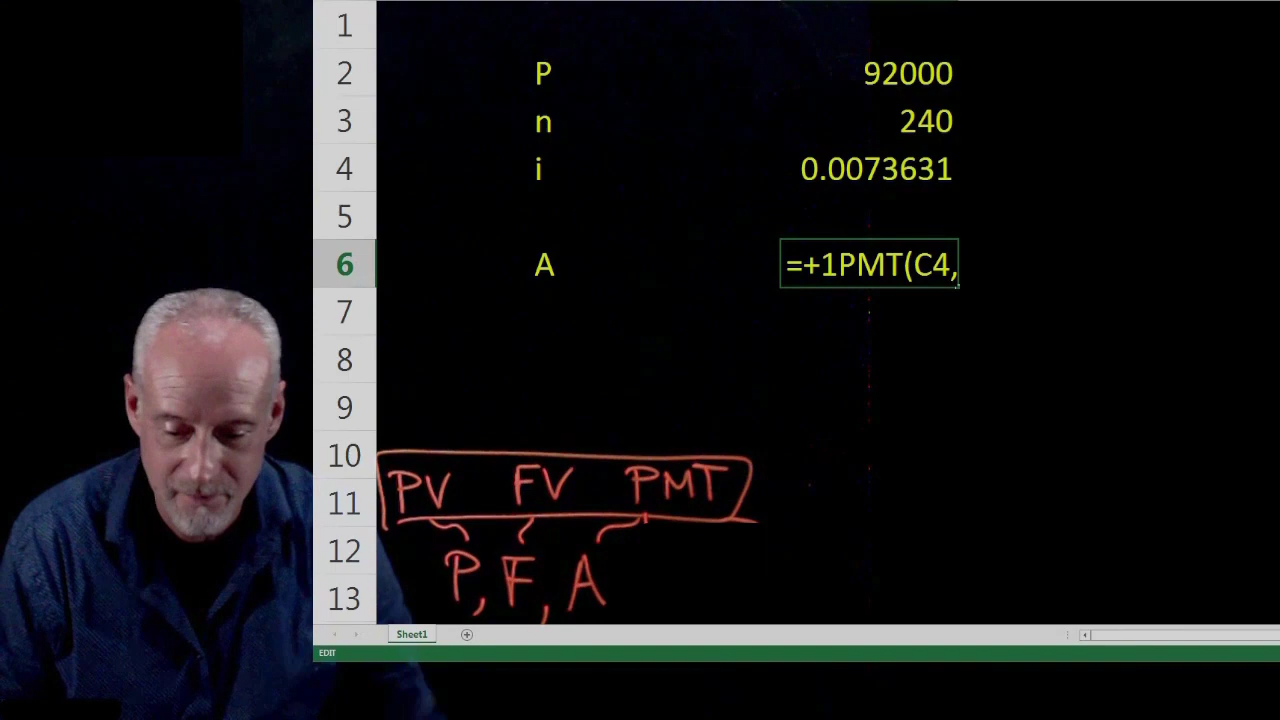 1
2 P 92000
3 n 240
4 i 0.0073631
5
6 A =+1PMT(C4,
7
8
9
10
11
12
13
PV FV PMT
P, F, A
Sheet1
EDIT